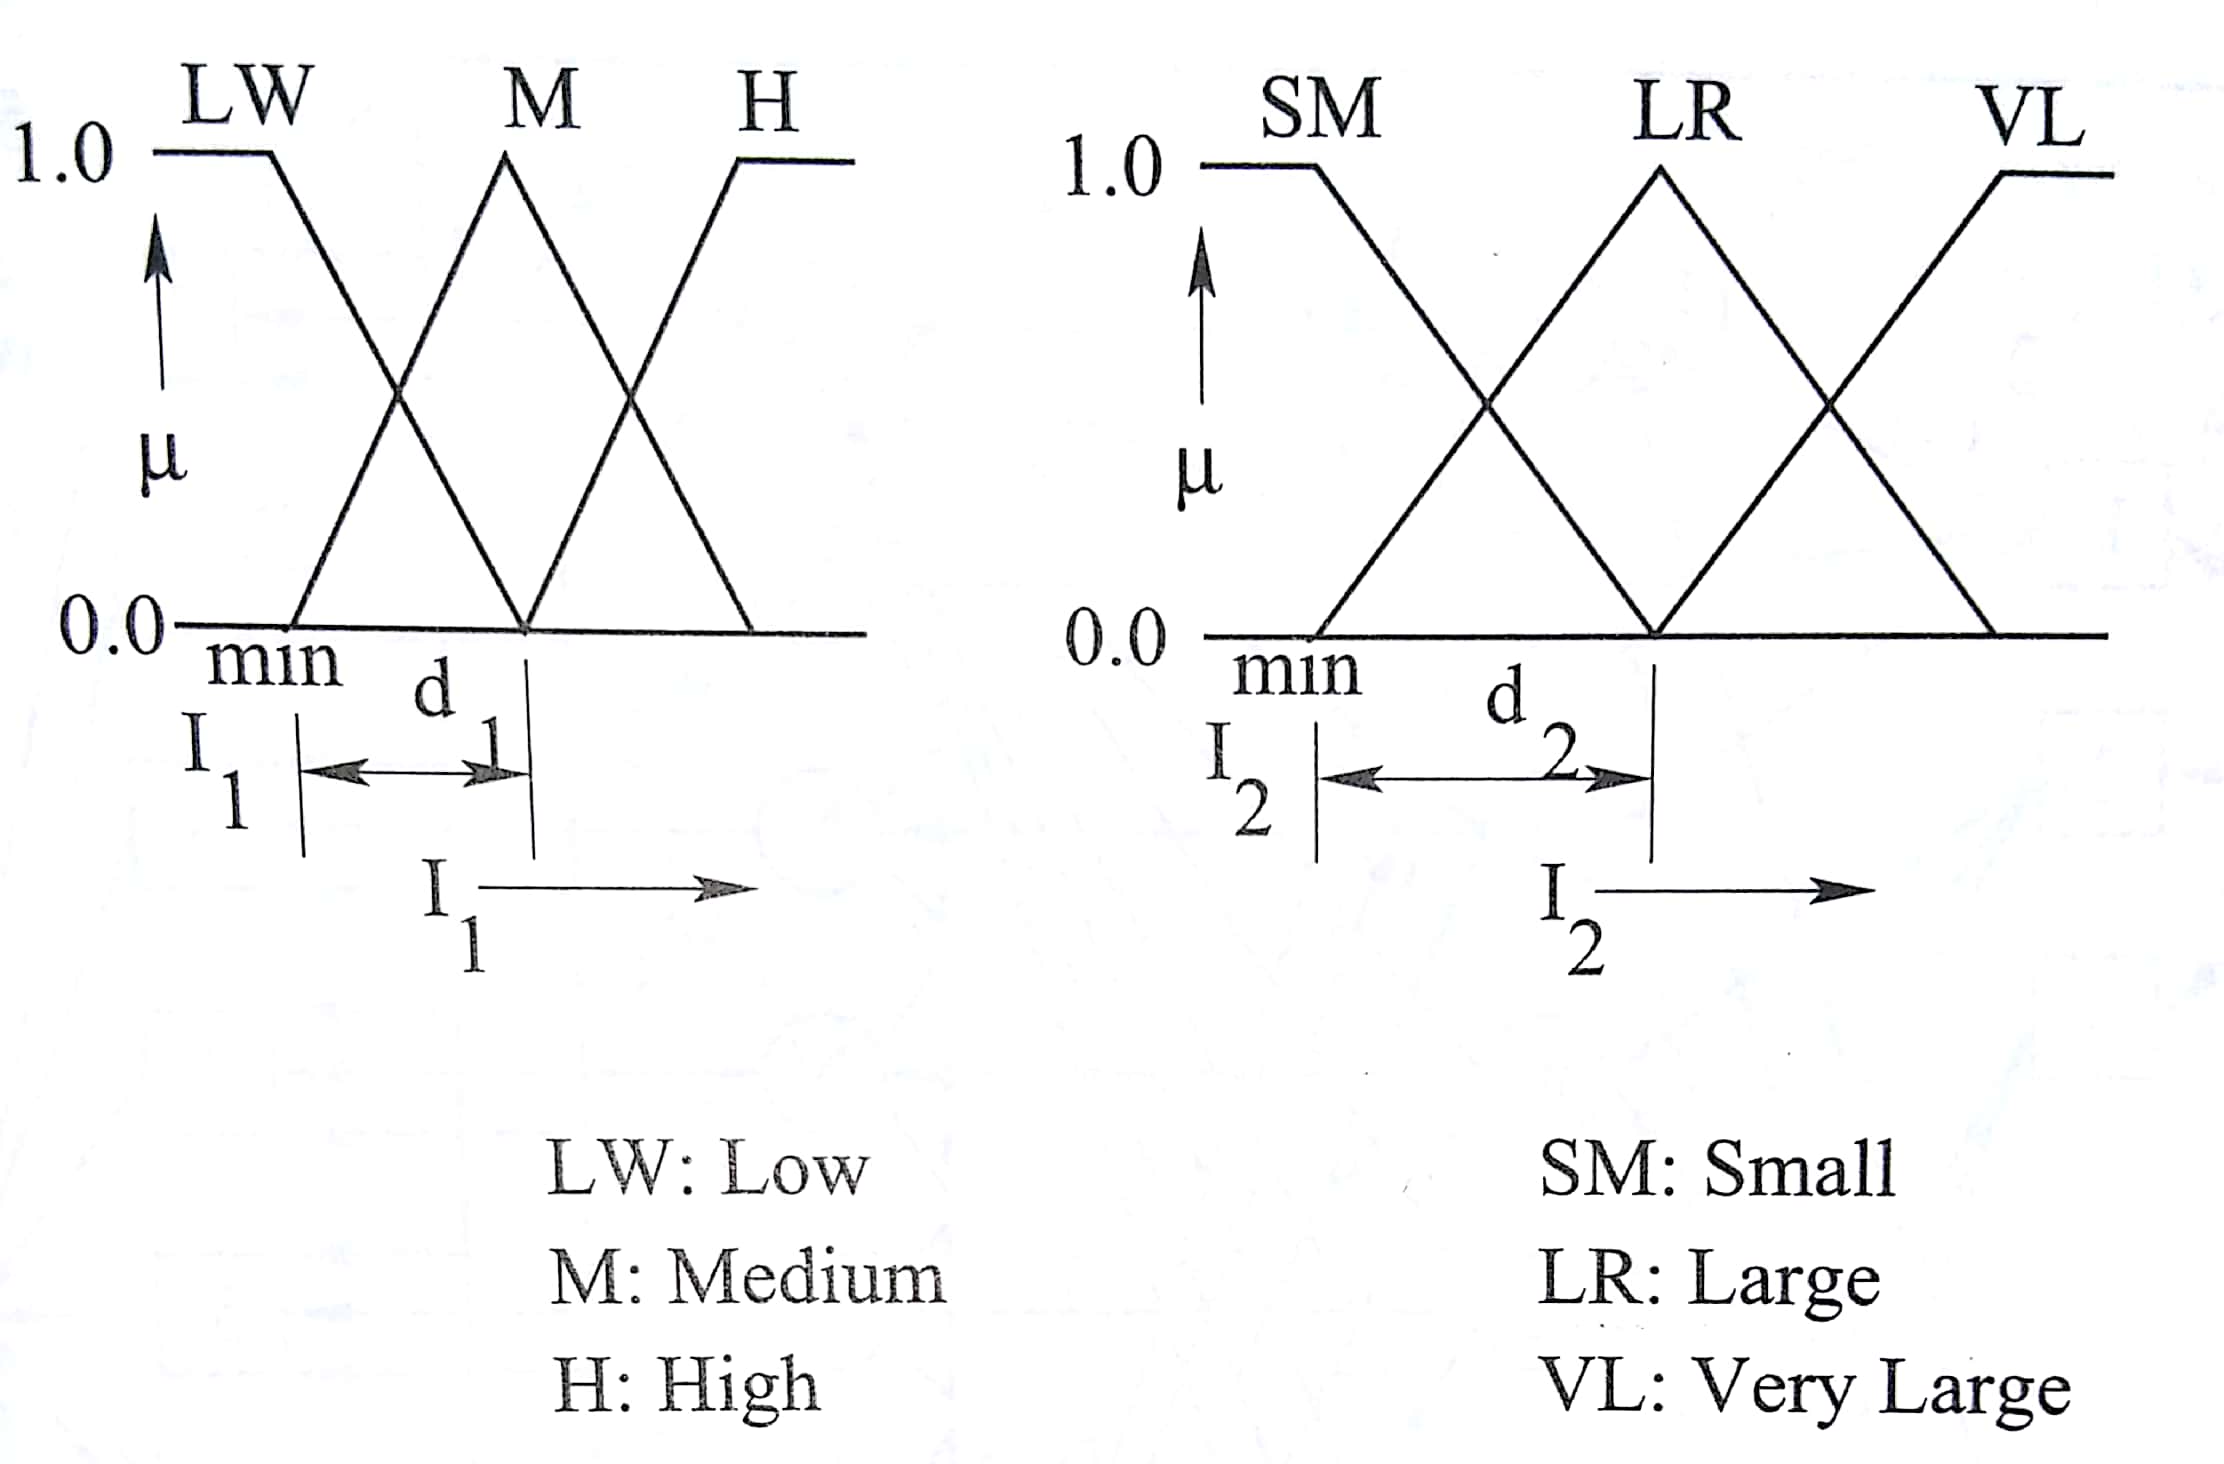 LW M H
1.0
μ
0.0
min
d
1
I
1
I
1
SM LR VL
1.0
μ
0.0
min
d
2
I
2
I
2
LW: Low
M: Medium
H: High
SM: Small
LR: Large
VL: Very Large